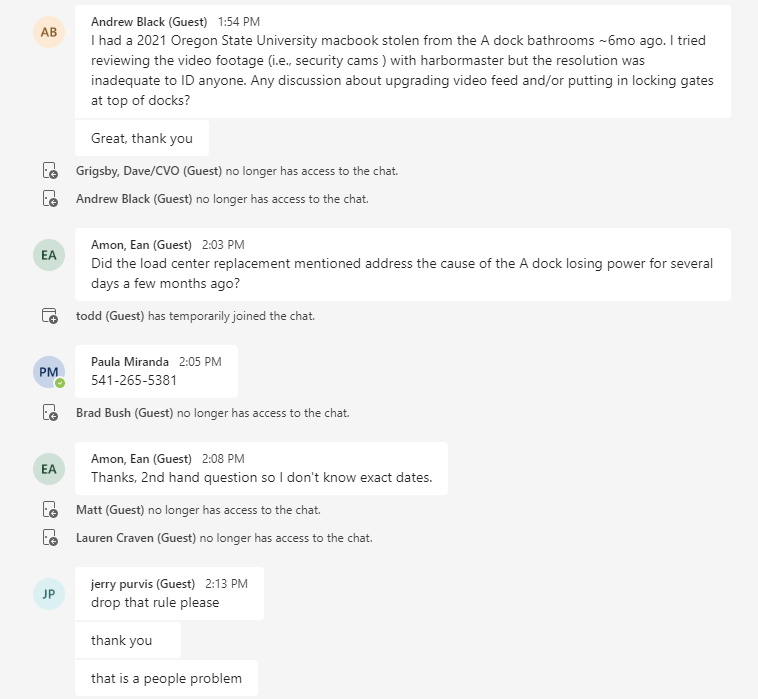 AB
Andrew Black (Guest) 1:54 PM
I had a 2021 Oregon State University macbook stolen from the A dock bathrooms ~6mo ago. I tried
reviewing the video footage (i.e., security cams ) with harbormaster but the resolution was
inadequate to ID anyone. Any discussion about upgrading video feed and/or putting in locking gates
at top of docks?
Great, thank you
Grigsby, Dave/CVO (Guest) no longer has access to the chat.
Andrew Black (Guest) no longer has access to the chat.
EA
Amon, Ean (Guest) 2:03 PM
Did the load center replacement mentioned address the cause of the A dock losing power for several
days a few months ago?
todd (Guest) has temporarily joined the chat.
PM
Paula Miranda 2:05 PM
541-265-5381
Brad Bush (Guest) no longer has access to the chat.
EA
Amon, Ean (Guest) 2:08 PM
Thanks, 2nd hand question so I don't know exact dates.
Matt (Guest) no longer has access to the chat.
Lauren Craven (Guest) no longer has access to the chat.
JP
jerry purvis (Guest) 2:13 PM
drop that rule please
thank you
that is a people problem